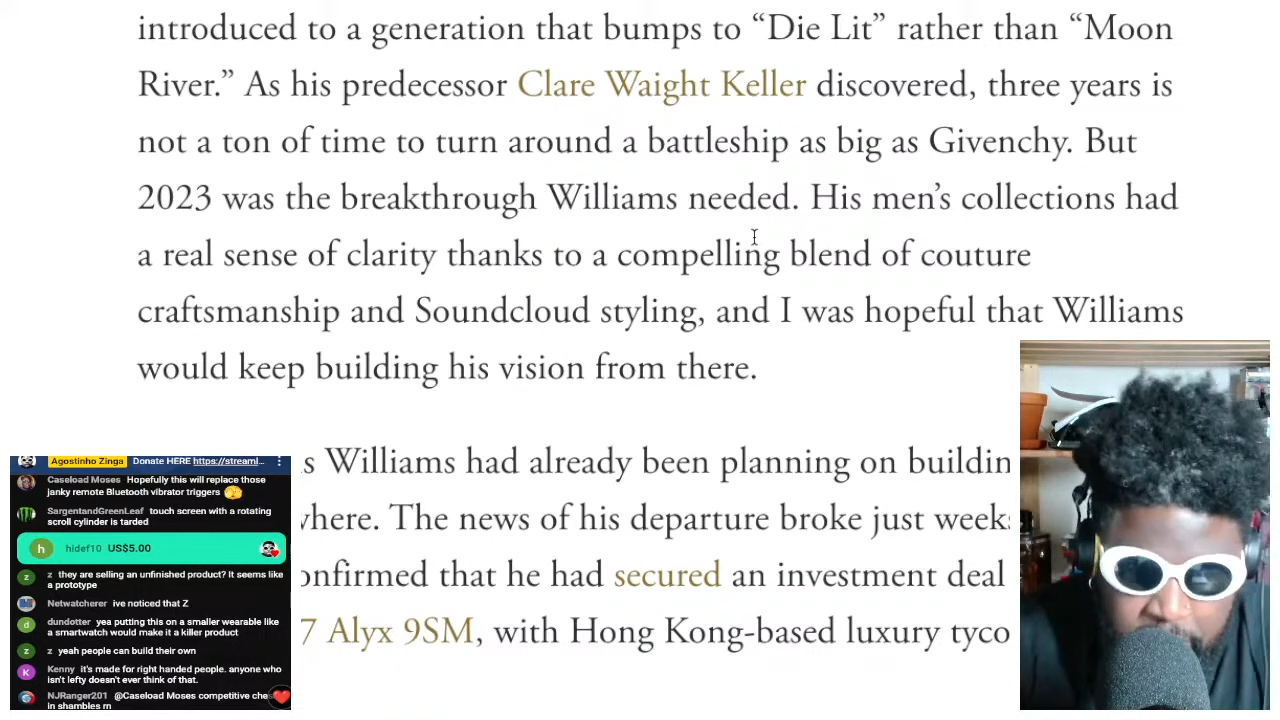 introduced to a generation that bumps to “Die Lit” rather than “Moon
River.” As his predecessor Clare Waight Keller discovered, three years is
not a ton of time to turn around a battleship as big as Givenchy. But
2023 was the breakthrough Williams needed. His men’s collections had
a real sense of clarity thanks to a compelling blend of couture
craftsmanship and Soundcloud styling, and I was hopeful that Williams
would keep building his vision from there.
s Williams had already been planning on buildin
where. The news of his departure broke just weeks
onfirmed that he had secured an investment deal
7 Alyx 9SM, with Hong Kong-based luxury tyco
Agostinho Zinga Donate HERE https://streaml...
Caseload Moses Hopefully this will replace those
janky remote Bluetooth vibrator triggers
SargentandGreenLeaf touch screen with a rotating
scroll cylinder is tarded
h hidef10 US$5.00
z z they are selling an unfinished product? It seems like
a prototype
Netwatcherer ive noticed that Z
d dundotter yea putting this on a smaller wearable like
a smartwatch would make it a killer product
z z yeah people can build their own
K Kenny it's made for right handed people. anyone who
isn't lefty doesn't ever think of that.
NJRanger201 @Caseload Moses competitive che
in shambles rn